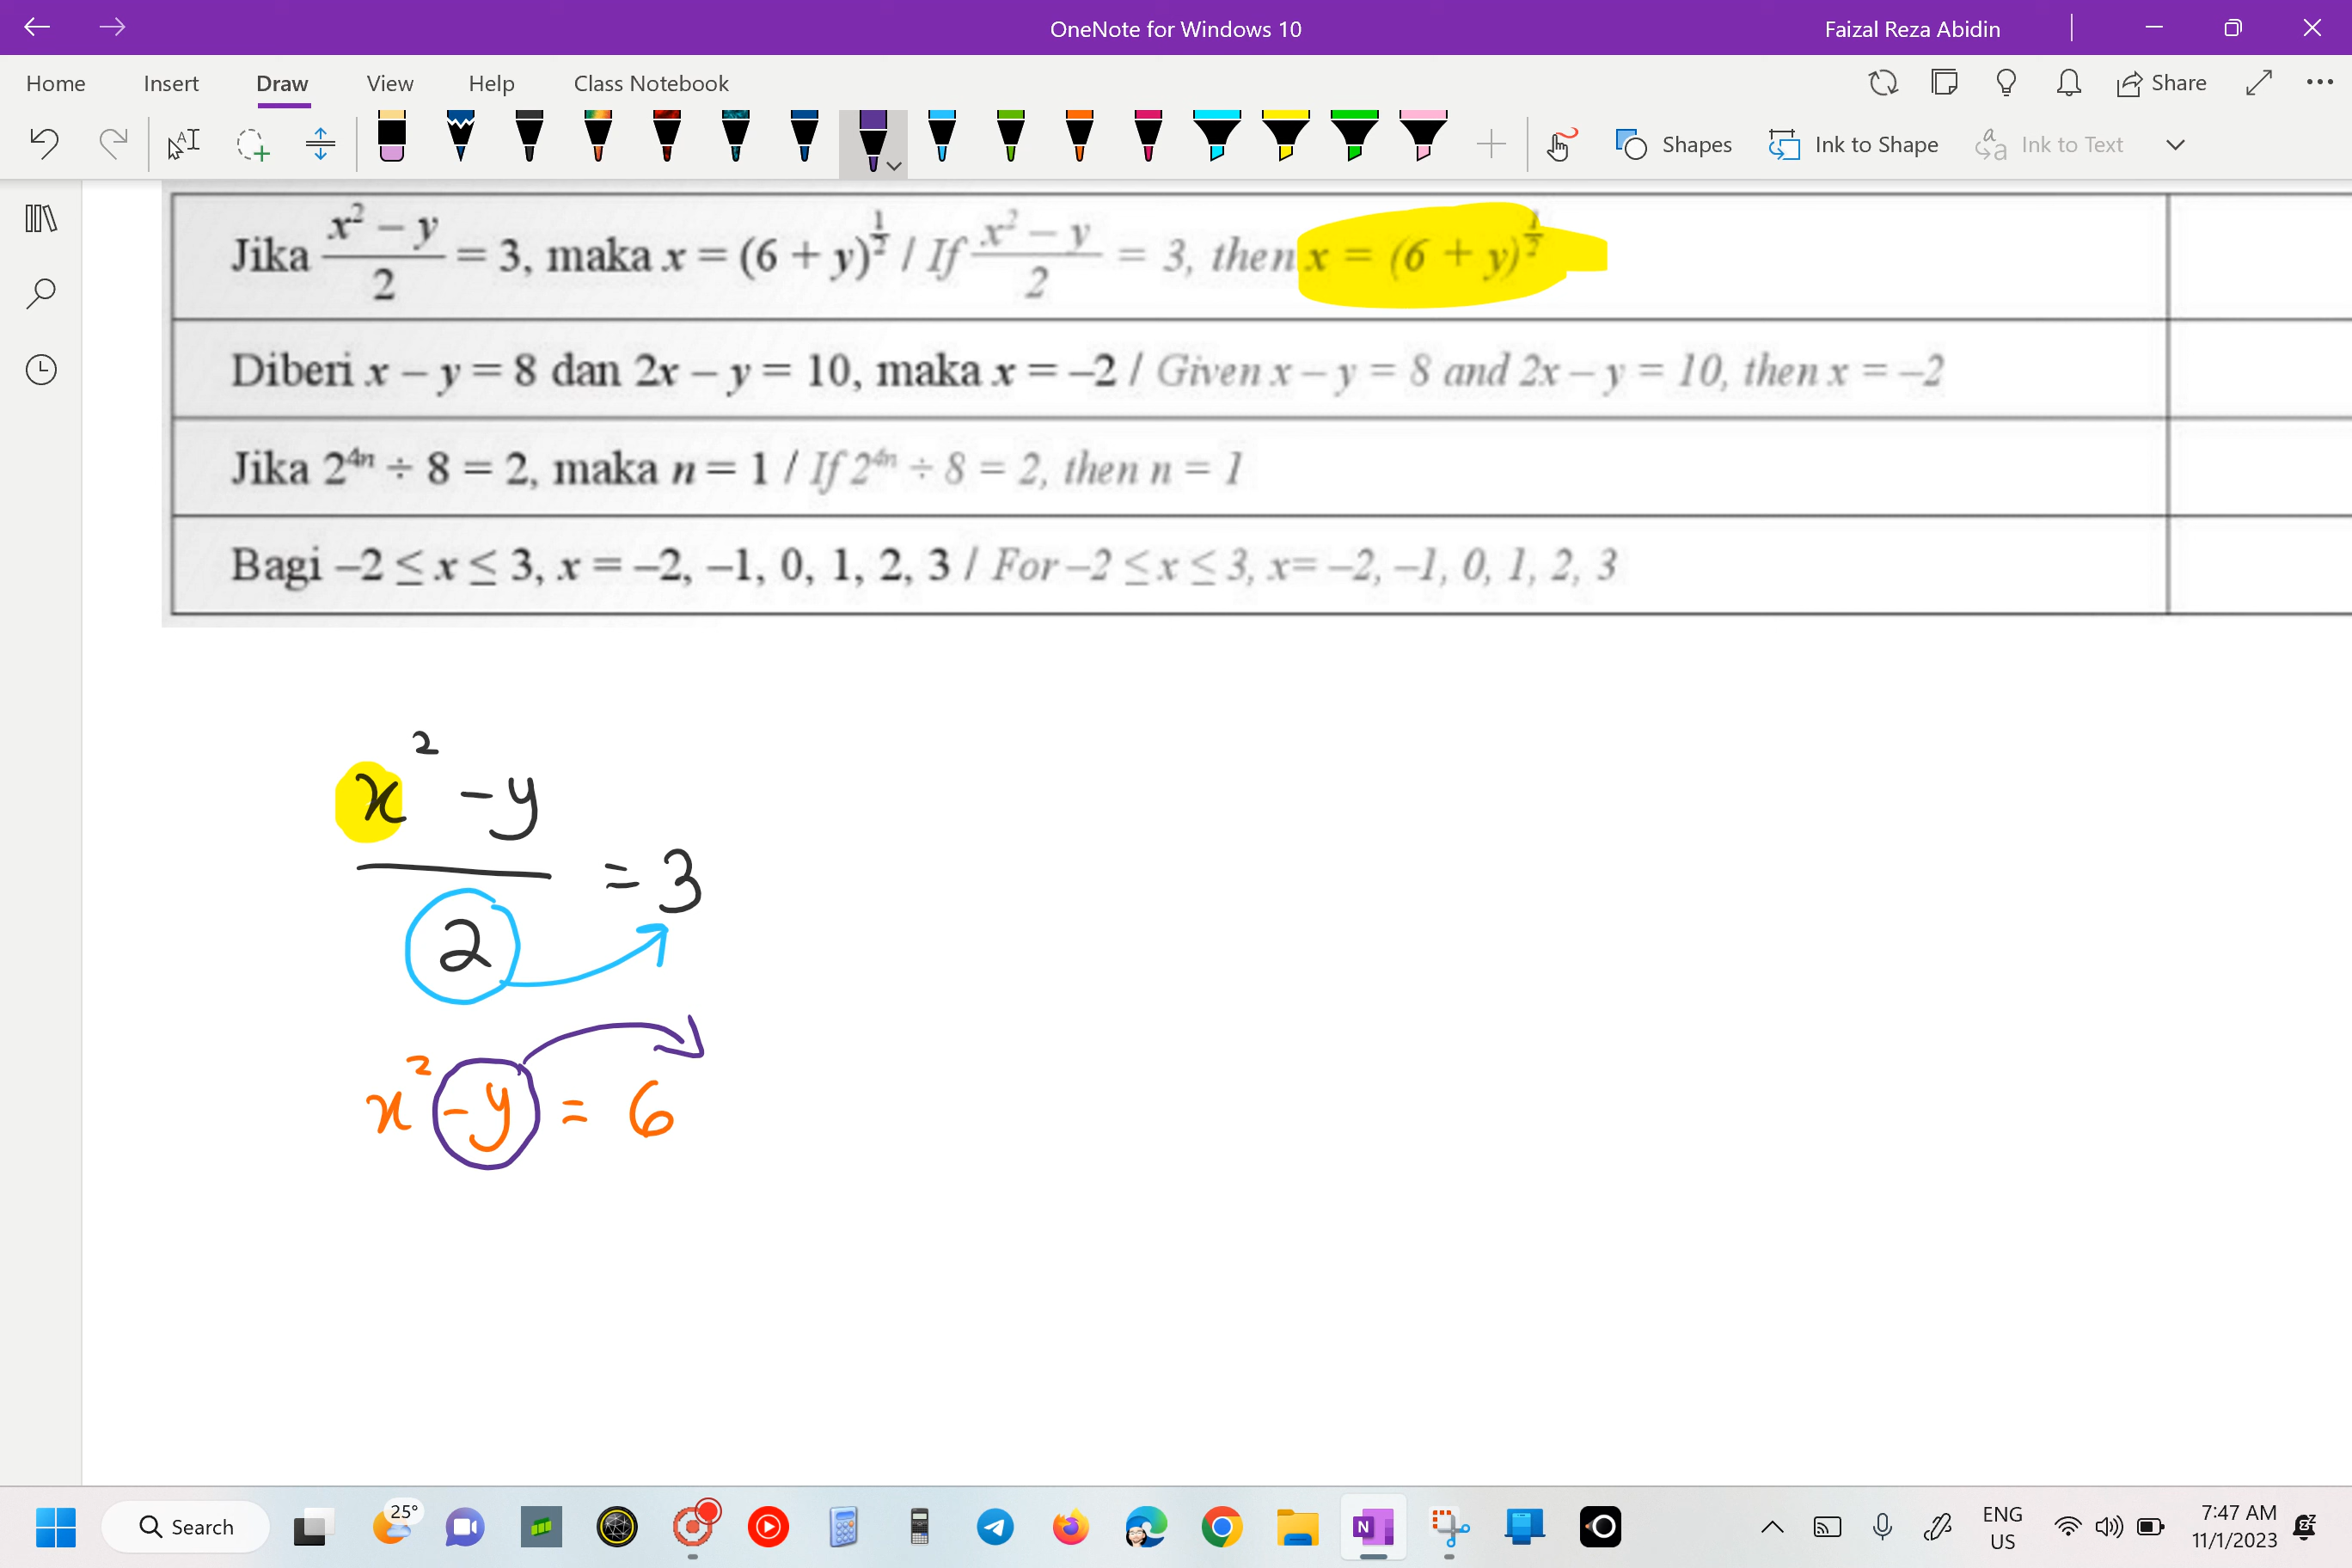 OneNote for Windows 10
Faizal Reza Abidin
Home Insert Draw View Help Class Notebook
Share
Shapes Ink to Shape Ink to Text
Jika (x² − y)/2 = 3, maka x = (6 + y)^(1/2) / If (x² − y)/2 = 3, then x = (6 + y)^(1/2)
Diberi x − y = 8 dan 2x − y = 10, maka x = −2 / Given x − y = 8 and 2x − y = 10, then x = −2
Jika 2⁴ⁿ ÷ 8 = 2, maka n = 1 / If 2⁴ⁿ ÷ 8 = 2, then n = 1
Bagi −2 ≤ x ≤ 3, x = −2, −1, 0, 1, 2, 3 / For −2 ≤ x ≤ 3, x= −2, −1, 0, 1, 2, 3
x² − y
= 3
2
x² − y = 6
Search
25°
ENG
US
7:47 AM
11/1/2023